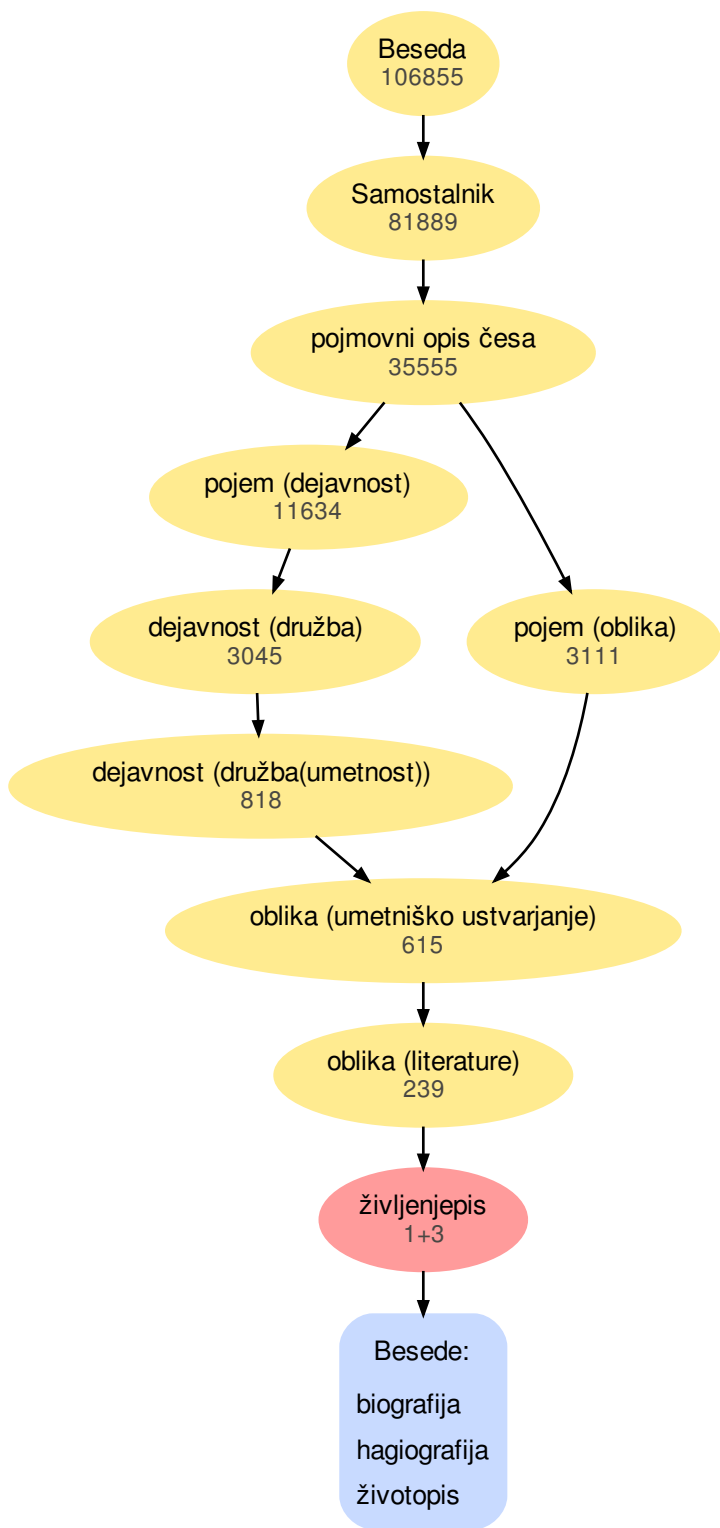 Beseda
106855
Samostalnik
81889
pojmovni opis česa
35555
pojem (dejavnost)
11634
dejavnost (družba)
3045
pojem (oblika)
3111
dejavnost (družba(umetnost))
818
oblika (umetniško ustvarjanje)
615
oblika (literature)
239
življenjepis
1+3
Besede:
biografija
hagiografija
životopis